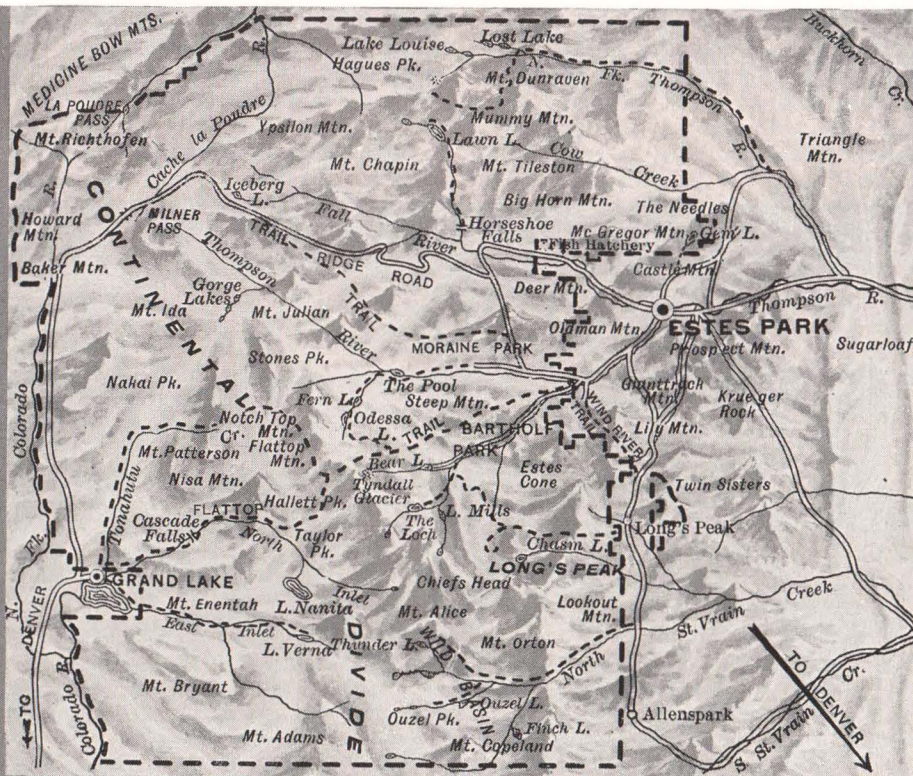 MEDICINE BOW MTS.
LA POUDRE PASS
Mt. Richthofen
Cache la Poudre
R.
Lake Louise
Lost Lake
Hagues Pk.
Mt. Dunraven
N. Fk. Thompson R.
Buckhorn Cr.
Mummy Mtn.
Ypsilon Mtn.
Lawn L.
Cow Creek
Triangle Mtn.
Mt. Chapin
Mt. Tileston
Iceberg L.
Big Horn Mtn.
The Needles
R.
Howard Mtn.
MILNER PASS
Fall River
Horseshoe Falls
Mc Gregor Mtn.
Gem L.
Fish Hatchery
TRAIL RIDGE ROAD
Baker Mtn.
Thompson River
Castle Mtn.
Deer Mtn.
Gorge Lakes
Mt. Ida
Mt. Julian
TRAIL
Thompson R.
Oldman Mtn.
ESTES PARK
MORAINE PARK
Prospect Mtn.
Sugarloaf
Stones Pk.
Nakai Pk.
The Pool
Steep Mtn.
Gianttrack Mtn.
Krueger Rock
Fern L.
Odessa L.
WIND RIVER TRAIL
Colorado
Notch Top Mtn.
Flattop Mtn.
TRAIL
BARTHOLF PARK
Lily Mtn.
Mt. Patterson
Tonahutu Cr.
Bear L.
Estes Cone
Nisa Mtn.
Tyndall Glacier
Twin Sisters
Hallett Pk.
FLATTOP
L. Mills
The Loch
Cascade Falls
North Inlet
Taylor Pk.
Long's Peak
Chasm L.
LONG'S PEAK
N. Fk.
GRAND LAKE
Chiefs Head
Mt. Enentah
L. Nanita
Mt. Alice
Lookout Mtn.
North St. Vrain Creek
East Inlet
L. Verna
Thunder L.
Mt. Orton
WILD BASIN
CONTINENTAL DIVIDE
Mt. Bryant
Ouzel L.
Ouzel Pk.
Finch L.
Allenspark
Mt. Adams
Mt. Copeland
Colorado R.
TO DENVER
TO DENVER
S. St. Vrain Cr.